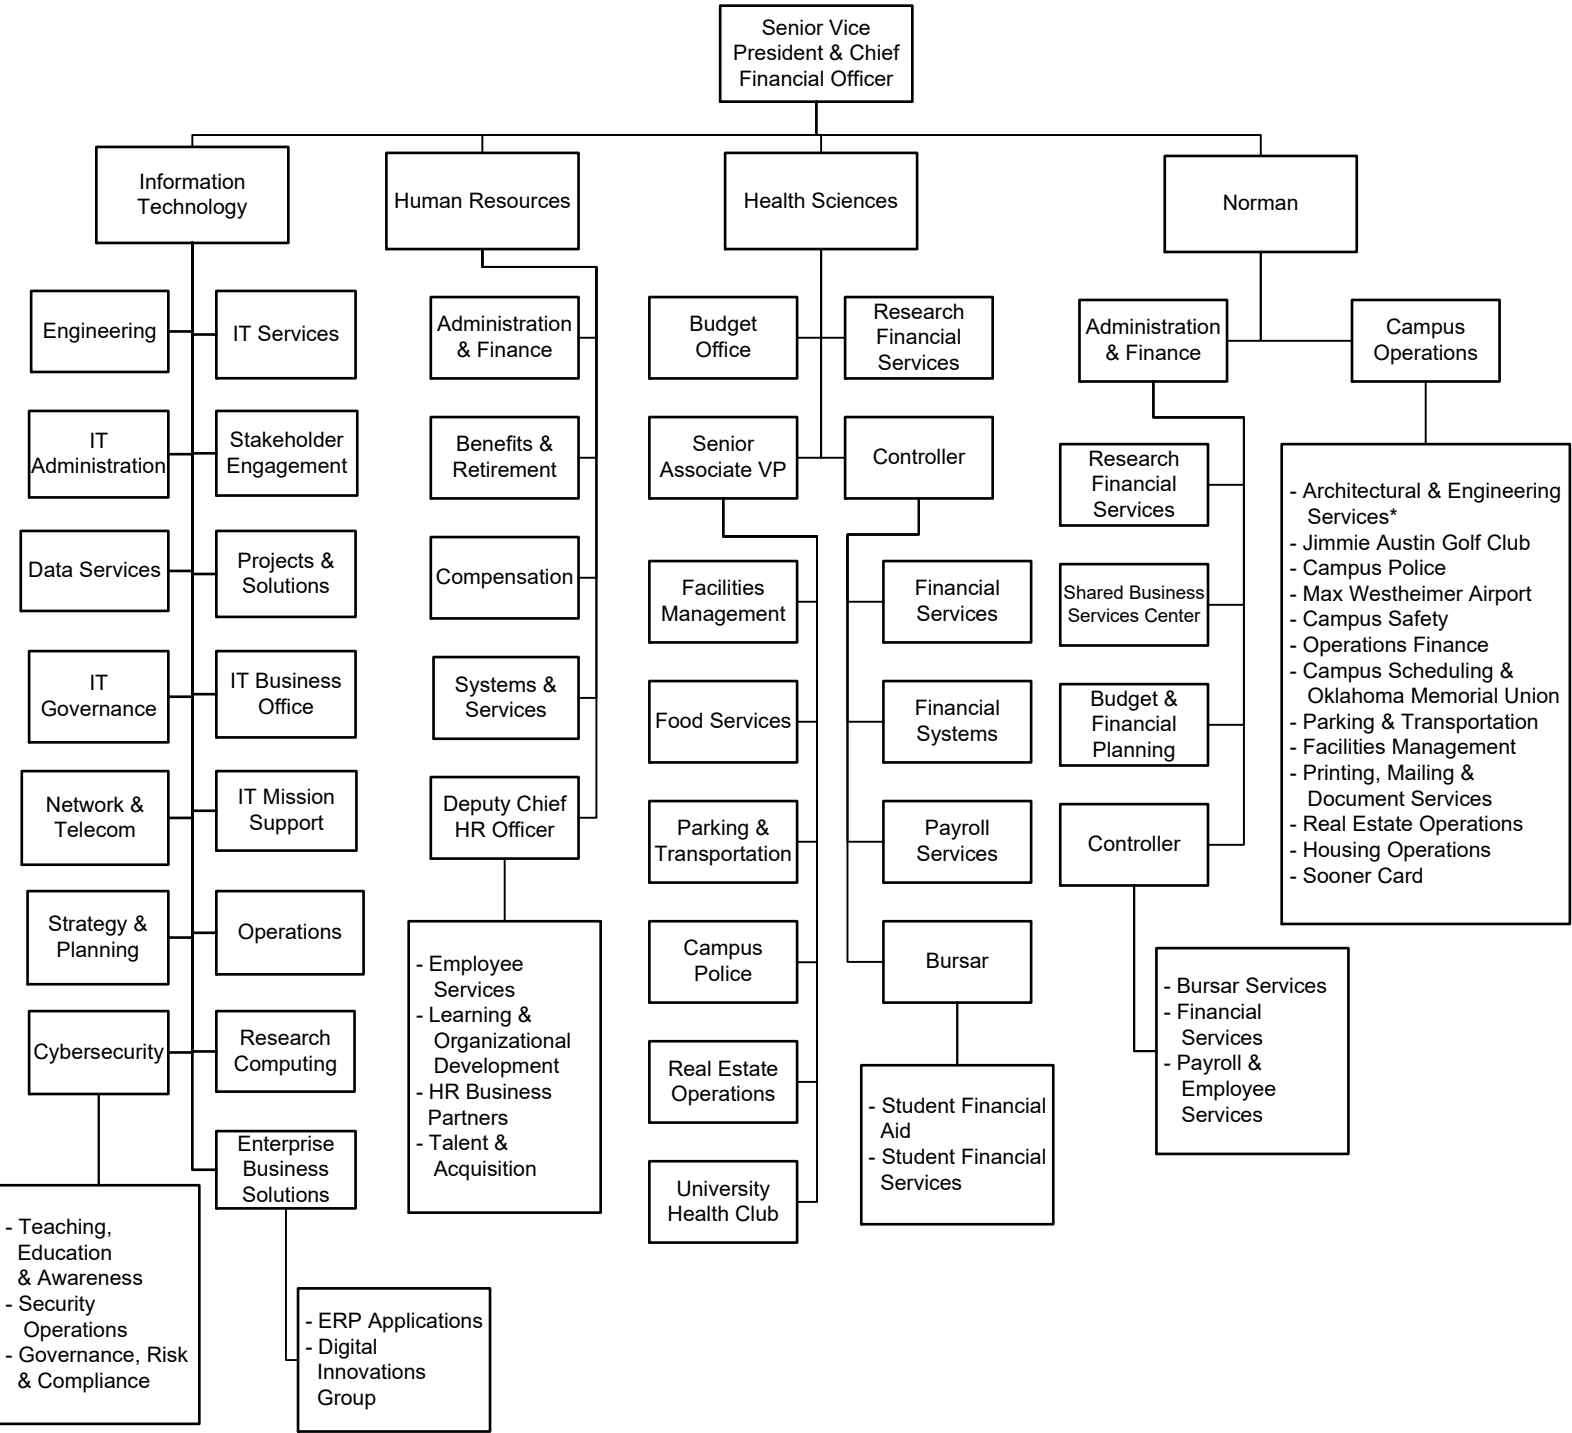 Senior Vice
President & Chief
Financial Officer
Information
Technology
Human Resources
Health Sciences
Norman
Engineering
IT Services
IT
Administration
Stakeholder
Engagement
Data Services
Projects &
Solutions
IT
Governance
IT Business
Office
Network &
Telecom
IT Mission
Support
Strategy &
Planning
Operations
Cybersecurity
Research
Computing
Enterprise
Business
Solutions
- Teaching,
Education
& Awareness
- Security
Operations
- Governance, Risk
& Compliance
- ERP Applications
- Digital
Innovations
Group
Administration
& Finance
Benefits &
Retirement
Compensation
Systems &
Services
Deputy Chief
HR Officer
- Employee
Services
- Learning &
Organizational
Development
- HR Business
Partners
- Talent &
Acquisition
Budget
Office
Research
Financial
Services
Senior
Associate VP
Controller
Facilities
Management
Food Services
Parking &
Transportation
Campus
Police
Real Estate
Operations
University
Health Club
Financial
Services
Financial
Systems
Payroll
Services
Bursar
- Student Financial
Aid
- Student Financial
Services
Administration
& Finance
Campus
Operations
Research
Financial
Services
Shared Business
Services Center
Budget &
Financial
Planning
Controller
- Bursar Services
- Financial
Services
- Payroll &
Employee
Services
- Architectural & Engineering
Services*
- Jimmie Austin Golf Club
- Campus Police
- Max Westheimer Airport
- Campus Safety
- Operations Finance
- Campus Scheduling &
Oklahoma Memorial Union
- Parking & Transportation
- Facilities Management
- Printing, Mailing &
Document Services
- Real Estate Operations
- Housing Operations
- Sooner Card